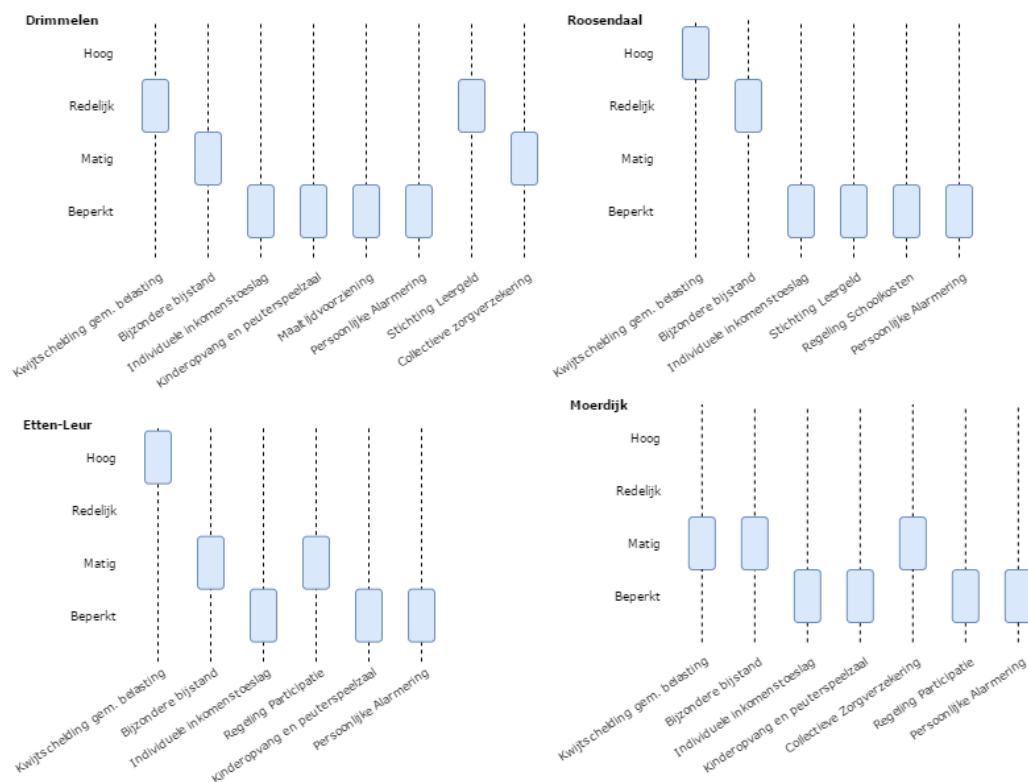 Drimmelen
Hoog
Redelijk
Matig
Beperkt
Kwijtschelding gem. belasting
Bijzondere bijstand
Individuele inkomenstoeslag
Kinderopvang en peuterspeelzaal
Maaltijdvoorziening
Persoonlijke Alarmering
Stichting Leergeld
Collectieve zorgverzekering
Roosendaal
Hoog
Redelijk
Matig
Beperkt
Kwijtschelding gem. belasting
Bijzondere bijstand
Individuele inkomenstoeslag
Stichting Leergeld
Regeling Schoolkosten
Persoonlijke Alarmering
Etten-Leur
Hoog
Redelijk
Matig
Beperkt
Kwijtschelding gem. belasting
Bijzondere bijstand
Individuele inkomenstoeslag
Regeling Participatie
Kinderopvang en peuterspeelzaal
Persoonlijke Alarmering
Moerdijk
Hoog
Redelijk
Matig
Beperkt
Kwijtschelding gem. belasting
Bijzondere bijstand
Individuele inkomenstoeslag
Kinderopvang en peuterspeelzaal
Collectieve Zorgverzekering
Regeling Participatie
Persoonlijke Alarmering